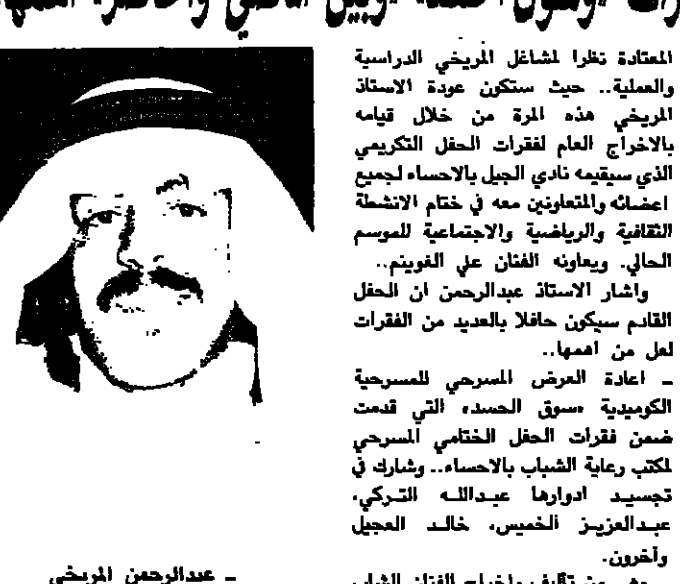 المعتادة نظرا لمشاغل المريخي الدراسية
والعملية.. حيث ستكون عودة الاستاذ
المريخي هذه المرة من خلال قيامه
بالاخراج العام لفقرات الحفل التكريمي
الذي سيقيمه نادي الجيل بالاحساء لجميع
اعضائه والمتعاونين معه في ختام الانشطة
الثقافية والرياضية والاجتماعية للموسم
الحالي. ويعاونه الفنان علي الغوينم..
واشار الاستاذ عبدالرحمن ان الحفل
القادم سيكون حافلا بالعديد من الفقرات
لعل من اهمها..
ـ اعادة العرض المسرحي للمسرحية
الكوميدية «سوق الحسد» التي قدمت
ضمن فقرات الحفل الختامي المسرحي
لمكتب رعاية الشباب بالاحساء.. وشارك في
تجسيد ادوارها عبدالله التركي،
عبدالعزيز الخميس، خالد العجيل
وآخرون.
ـ عبدالرحمن المريخي